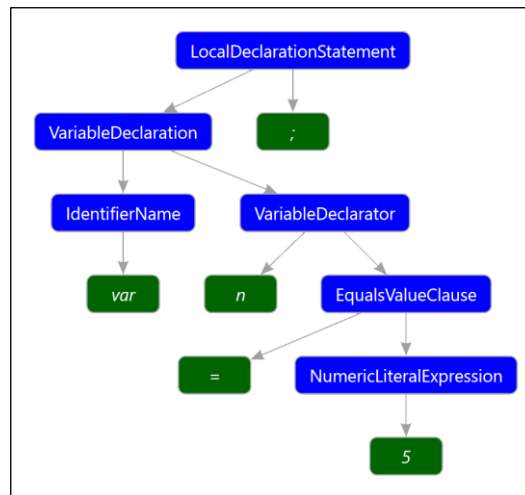 LocalDeclarationStatement
VariableDeclaration
;
IdentifierName
VariableDeclarator
var
n
EqualsValueClause
=
NumericLiteralExpression
5